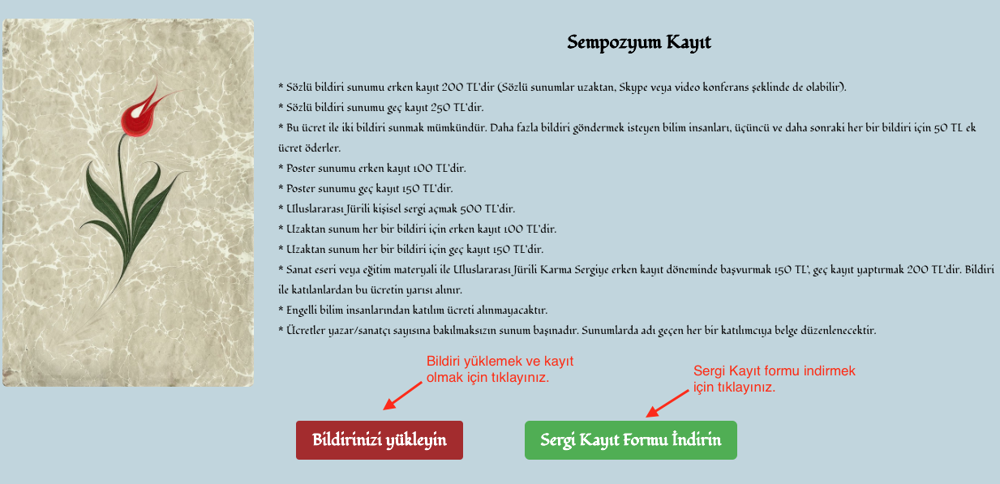 Sempozyum Kayıt
* Sözlü bildiri sunumu erken kayıt 200 TL'dir (Sözlü sunumlar uzaktan, Skype veya video konferans şeklinde de olabilir).
* Sözlü bildiri sunumu geç kayıt 250 TL'dir.
* Bu ücret ile iki bildiri sunmak mümkündür. Daha fazla bildiri göndermek isteyen bilim insanları, üçüncü ve daha sonraki her bir bildiri için 50 TL ek
ücret öderler.
* Poster sunumu erken kayıt 100 TL'dir.
* Poster sunumu geç kayıt 150 TL'dir.
* Uluslararası Jürili kişisel sergi açmak 500 TL'dir.
* Uzaktan sunum her bir bildiri için erken kayıt 100 TL'dir.
* Uzaktan sunum her bir bildiri için geç kayıt 150 TL'dir.
* Sanat eseri veya eğitim materyali ile Uluslararası Jürili Karma Sergiye erken kayıt döneminde başvurmak 150 TL', geç kayıt yaptırmak 200 TL'dir. Bildiri
ile katılanlardan bu ücretin yarısı alınır.
* Engelli bilim insanlarından katılım ücreti alınmayacaktır.
* Ücretler yazar/sanatçı sayısına bakılmaksızın sunum başınadır. Sunumlarda adı geçen her bir katılımcıya belge düzenlenecektir.
Bildiri yüklemek ve kayıt
olmak için tıklayınız.
Sergi Kayıt formu indirmek
için tıklayınız.
Bildirinizi yükleyin
Sergi Kayıt Formu İndirin